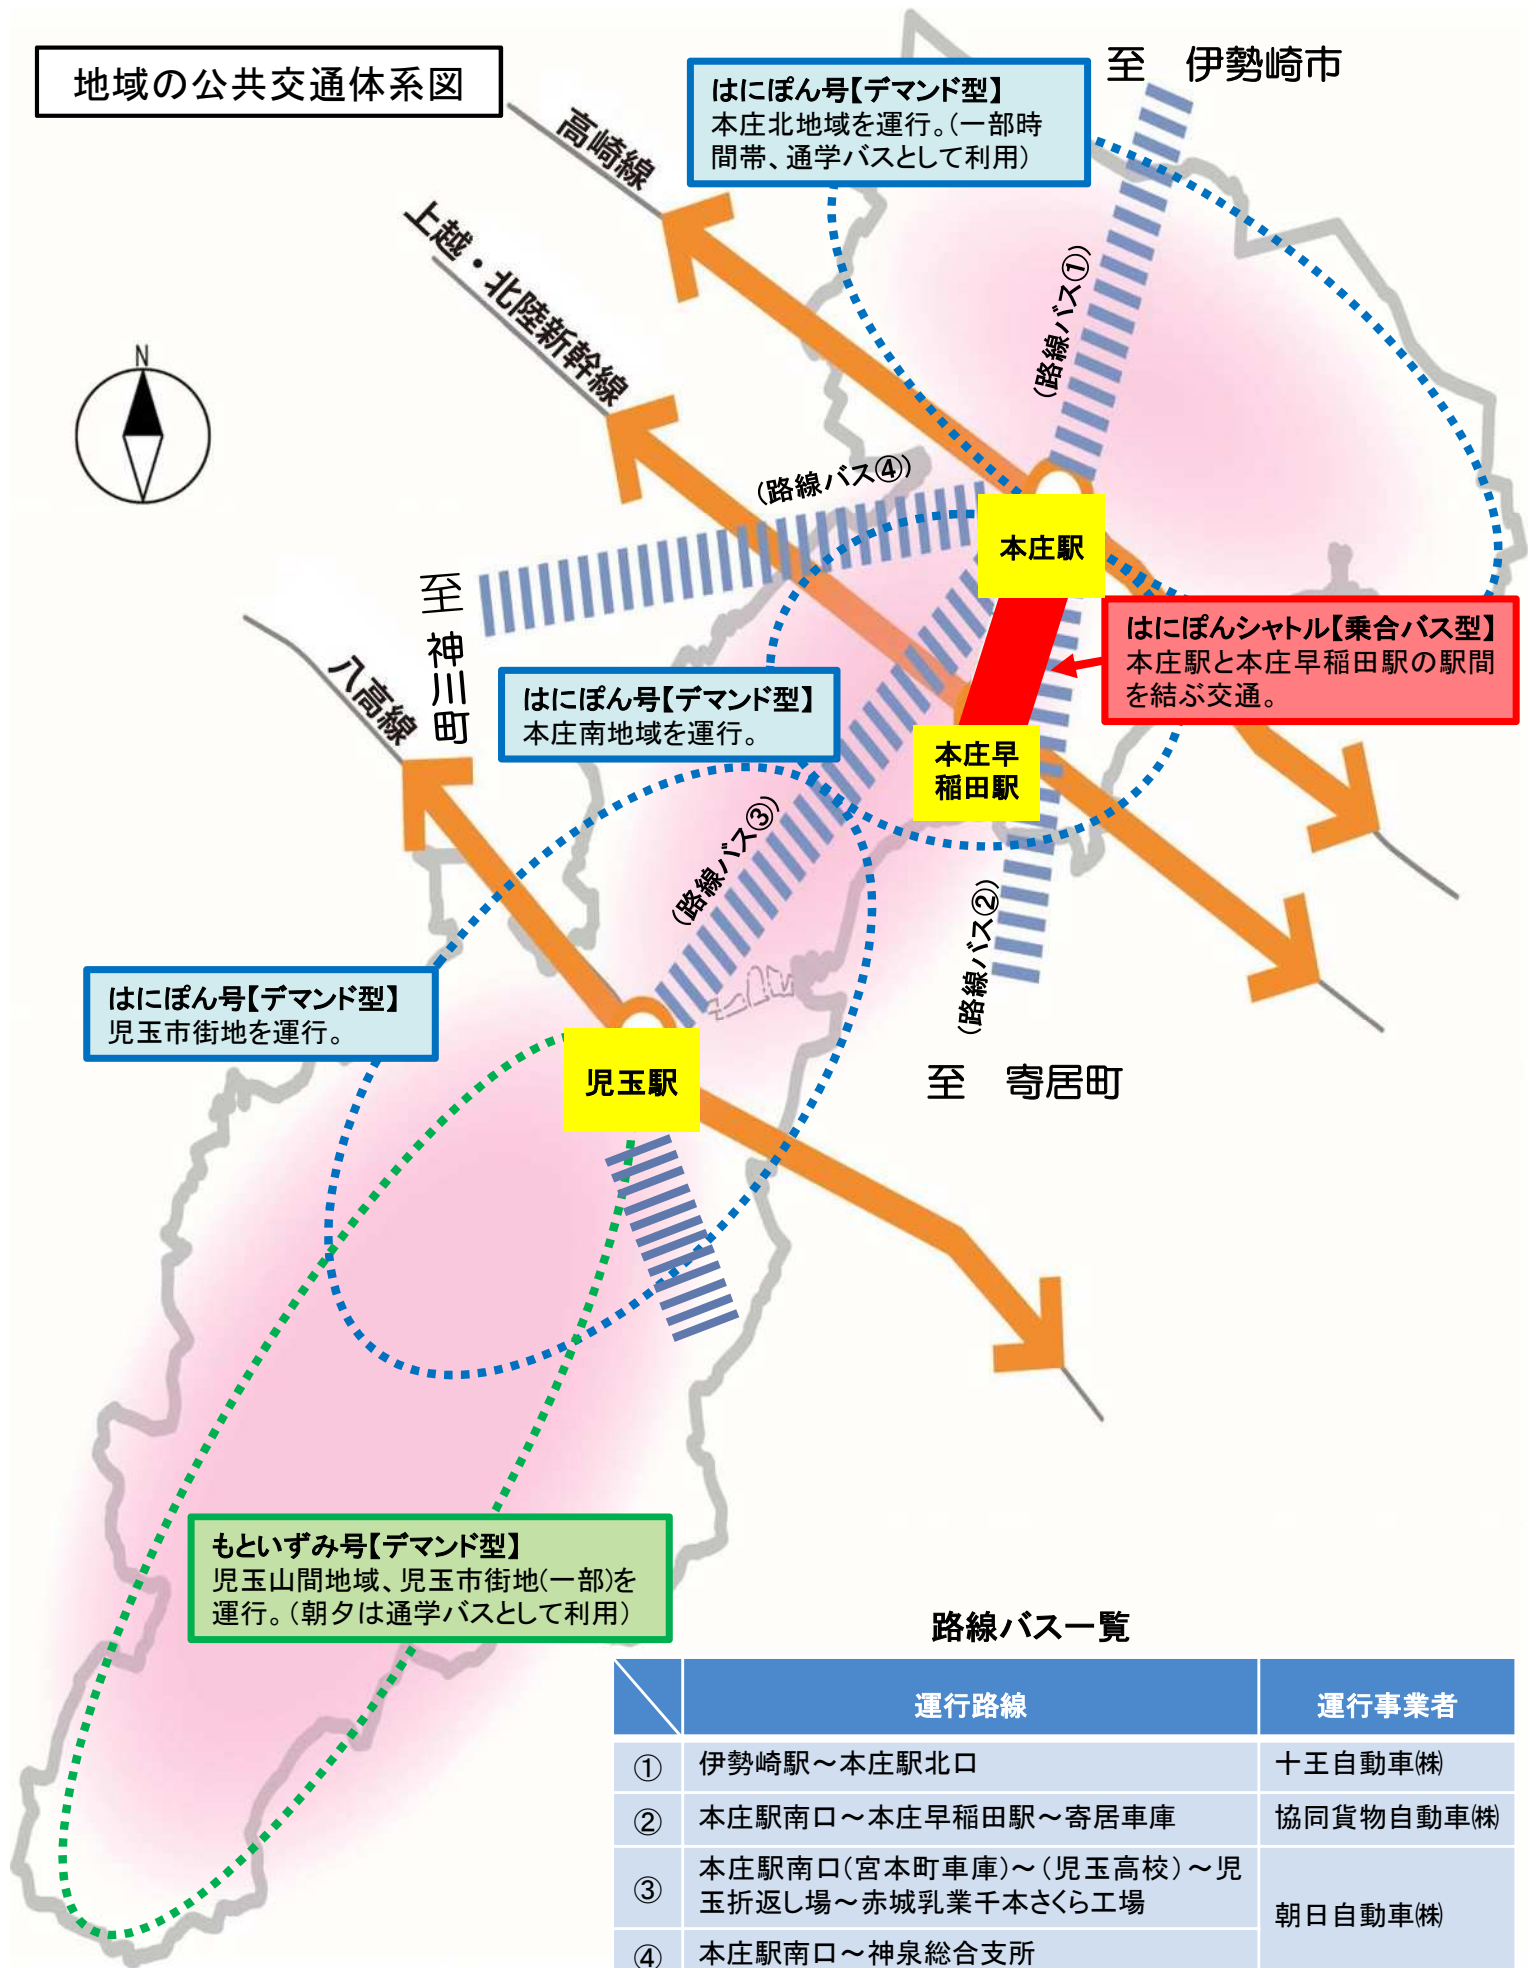 地域の公共交通体系図
至 伊勢崎市
はにぽん号【デマンド型】
本庄北地域を運行。(一部時
間帯、通学バスとして利用)
高崎線
上越・北陸新幹線
N
(路線バス①)
(路線バス④)
本庄駅
至 神川町
はにぽんシャトル【乗合バス型】
本庄駅と本庄早稲田駅の駅間
を結ぶ交通。
八高線
はにぽん号【デマンド型】
本庄南地域を運行。
本庄早
稲田駅
(路線バス③)
(路線バス②)
はにぽん号【デマンド型】
児玉市街地を運行。
児玉駅
至 寄居町
もといずみ号【デマンド型】
児玉山間地域、児玉市街地(一部)を
運行。(朝夕は通学バスとして利用)
路線バス一覧
運行路線 運行事業者
① 伊勢崎駅～本庄駅北口 十王自動車㈱
② 本庄駅南口～本庄早稲田駅～寄居車庫 協同貨物自動車㈱
③ 本庄駅南口(宮本町車庫)～(児玉高校)～児
玉折返し場～赤城乳業千本さくら工場
朝日自動車㈱
④ 本庄駅南口～神泉総合支所